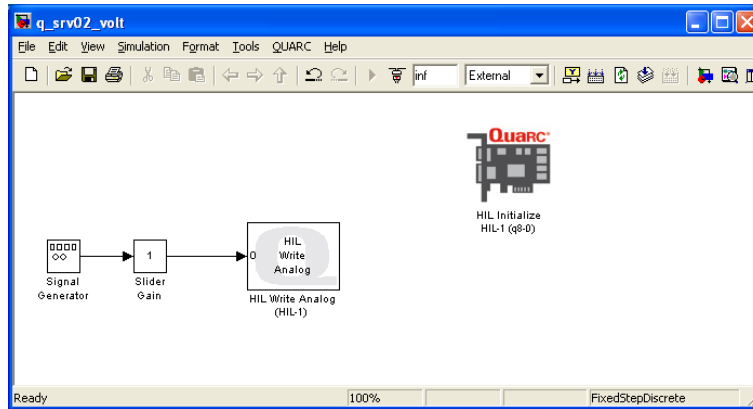 q_srv02_volt
File Edit View Simulation Format Tools QUARC Help
inf External
QUARC
HIL Initialize
HIL-1 (q8-0)
HIL
0 Write
Analog
1
Signal
Generator
Slider
Gain
HIL Write Analog
(HIL-1)
Ready 100% FixedStepDiscrete